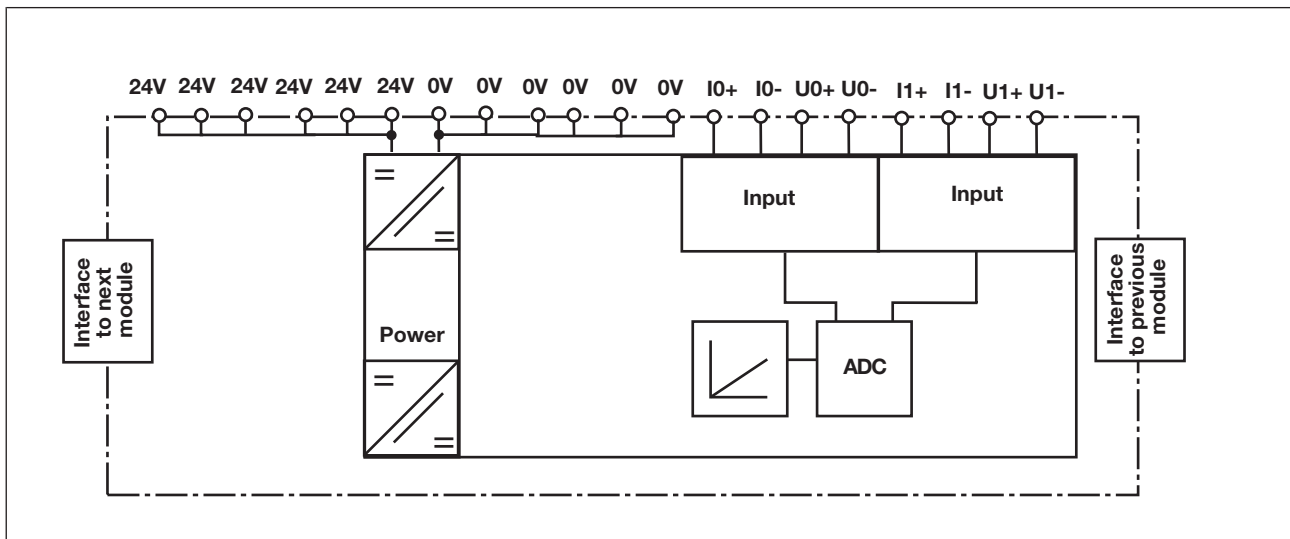 24V 24V 24V 24V 24V 24V 0V 0V 0V 0V 0V 0V I0+ I0- U0+ U0- I1+ I1- U1+ U1-
Input
Input
Interface
to next
module
Power
ADC
Interface
to previous
module